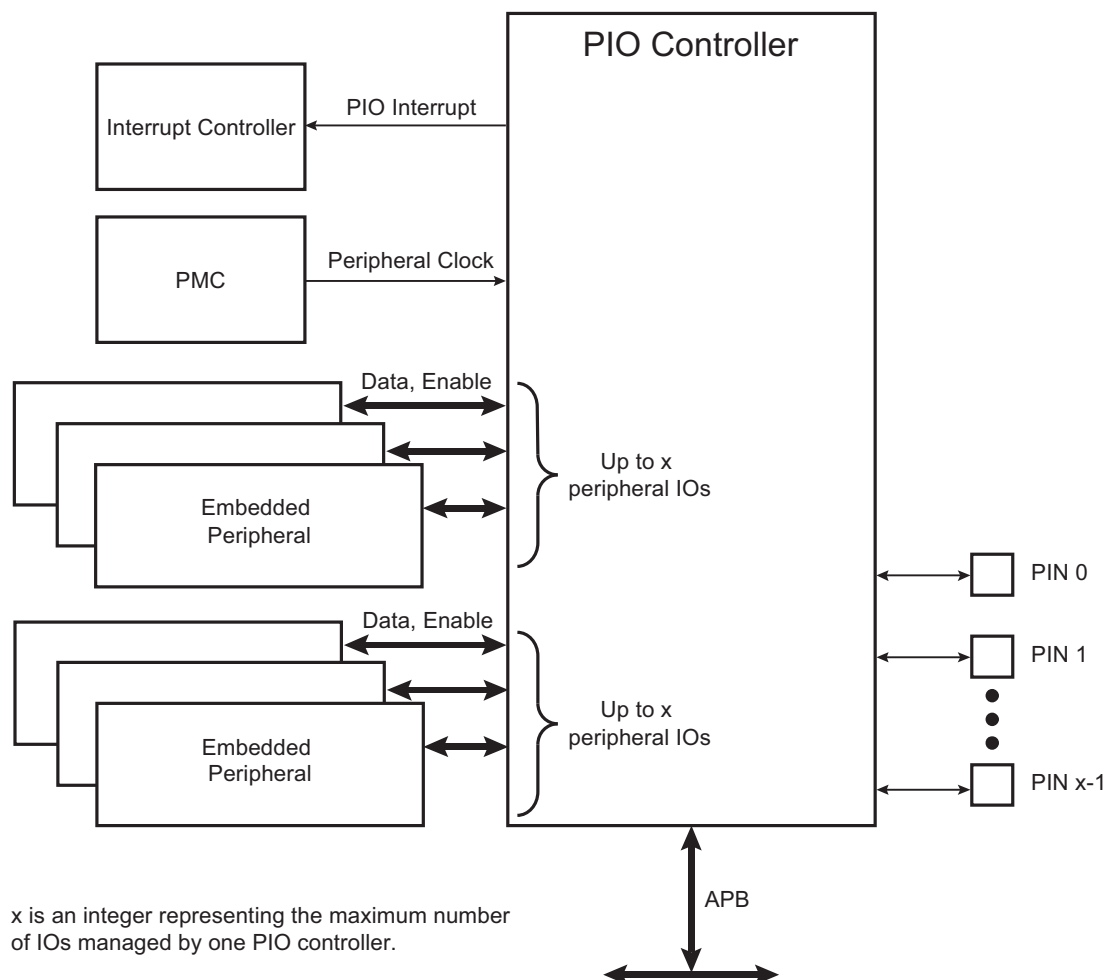 PIO Controller
PIO Interrupt
Interrupt Controller
Peripheral Clock
PMC
Data, Enable
Up to x
peripheral IOs
Embedded
Peripheral
PIN 0
Data, Enable
PIN 1
Up to x
peripheral IOs
Embedded
Peripheral
PIN x-1
APB
x is an integer representing the maximum number
of IOs managed by one PIO controller.